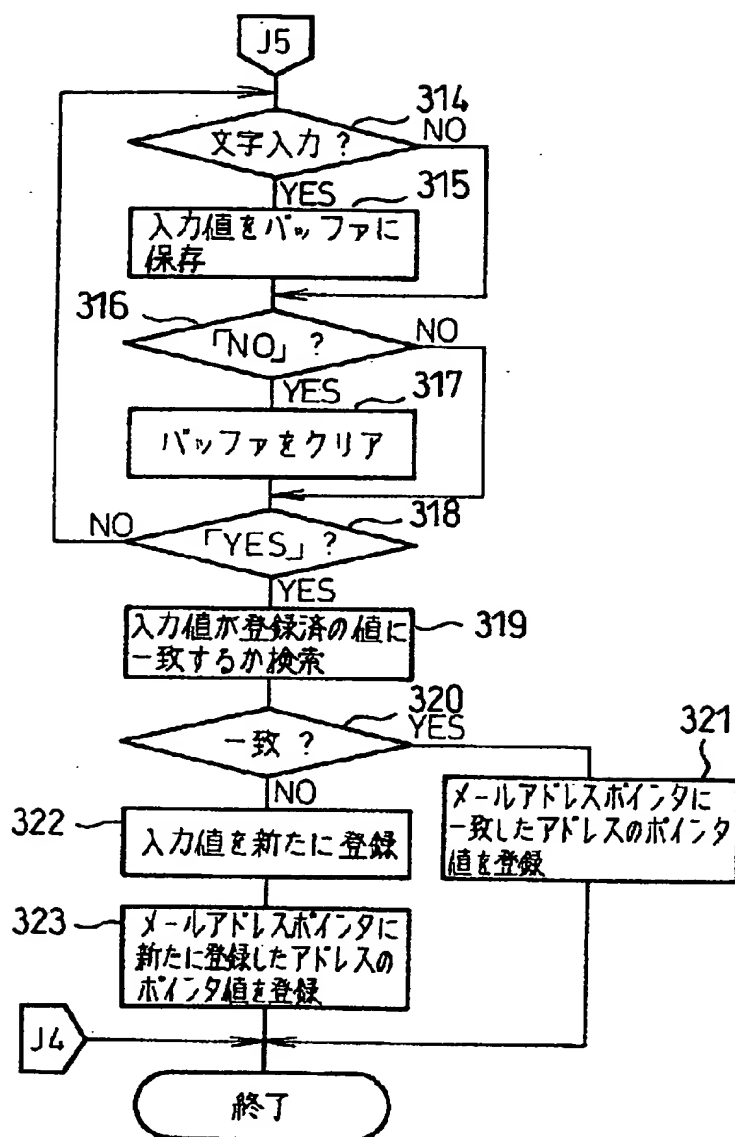 J5
314
文字入力?
NO
YES
315
入力値をバッファに
保存
316
「NO」?
NO
YES
317
バッファをクリア
318
NO
「YES」?
YES
入力値が登録済の値に
一致するか検索
319
320
一致?
YES
321
NO
メールアドレスポインタに
一致したアドレスのポインタ
値を登録
322
入力値を新たに登録
323
メールアドレスポインタに
新たに登録したアドレスの
ポインタ値を登録
J4
終了